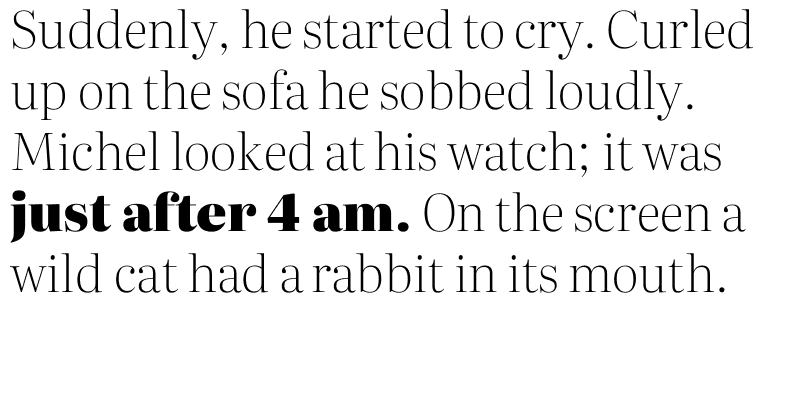 Suddenly, he started to cry. Curled
up on the sofa he sobbed loudly.
Michel looked at his watch; it was
just after 4 am. On the screen a
wild cat had a rabbit in its mouth.